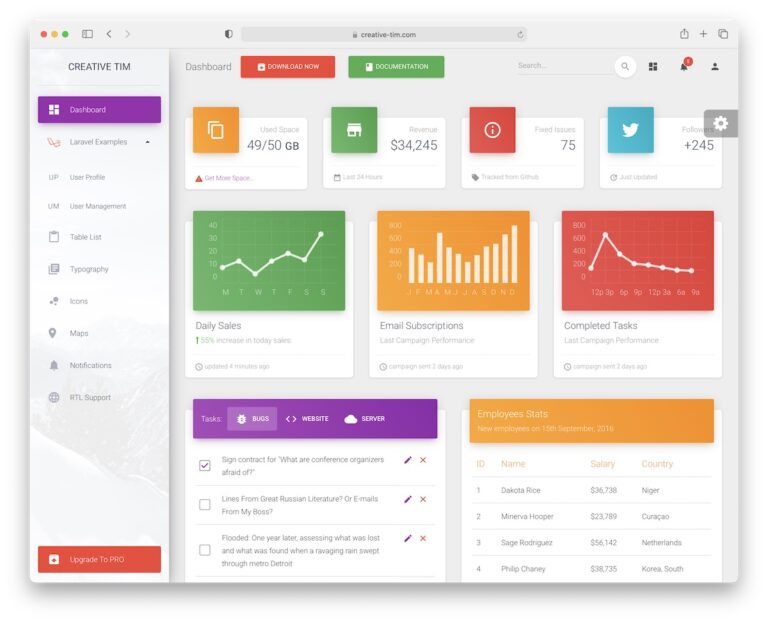 creative-tim.com
CREATIVE TIM
Dashboard
DOWNLOAD NOW
DOCUMENTATION
Search...
Dashboard
Laravel Examples
UP User Profile
UM User Management
Table List
Typography
Icons
Maps
Notifications
RTL Support
Upgrade To PRO
Used Space
49/50 GB
Get More Space...
Revenue
$34,245
Last 24 Hours
Fixed Issues
75
Tracked from Github
Followers
+245
Just Updated
40
30
20
10
0
M T W T F S S
Daily Sales
55% increase in today sales.
updated 4 minutes ago
800
600
400
200
0
J F M A M J J A S O N D
Email Subscriptions
Last Campaign Performance
campaign sent 2 days ago
800
600
400
200
0
12p 3p 6p 9p 12p 3a 6a 9a
Completed Tasks
Last Campaign Performance
campaign sent 2 days ago
Tasks: BUGS WEBSITE SERVER
Sign contract for "What are conference organizers
afraid of?"
Lines From Great Russian Literature? Or E-mails
From My Boss?
Flooded: One year later, assessing what was lost
and what was found when a ravaging rain swept
through metro Detroit
Employees Stats
New employees on 15th September, 2016
ID Name Salary Country
1 Dakota Rice $36,738 Niger
2 Minerva Hooper $23,789 Curaçao
3 Sage Rodriguez $56,142 Netherlands
4 Philip Chaney $38,735 Korea, South